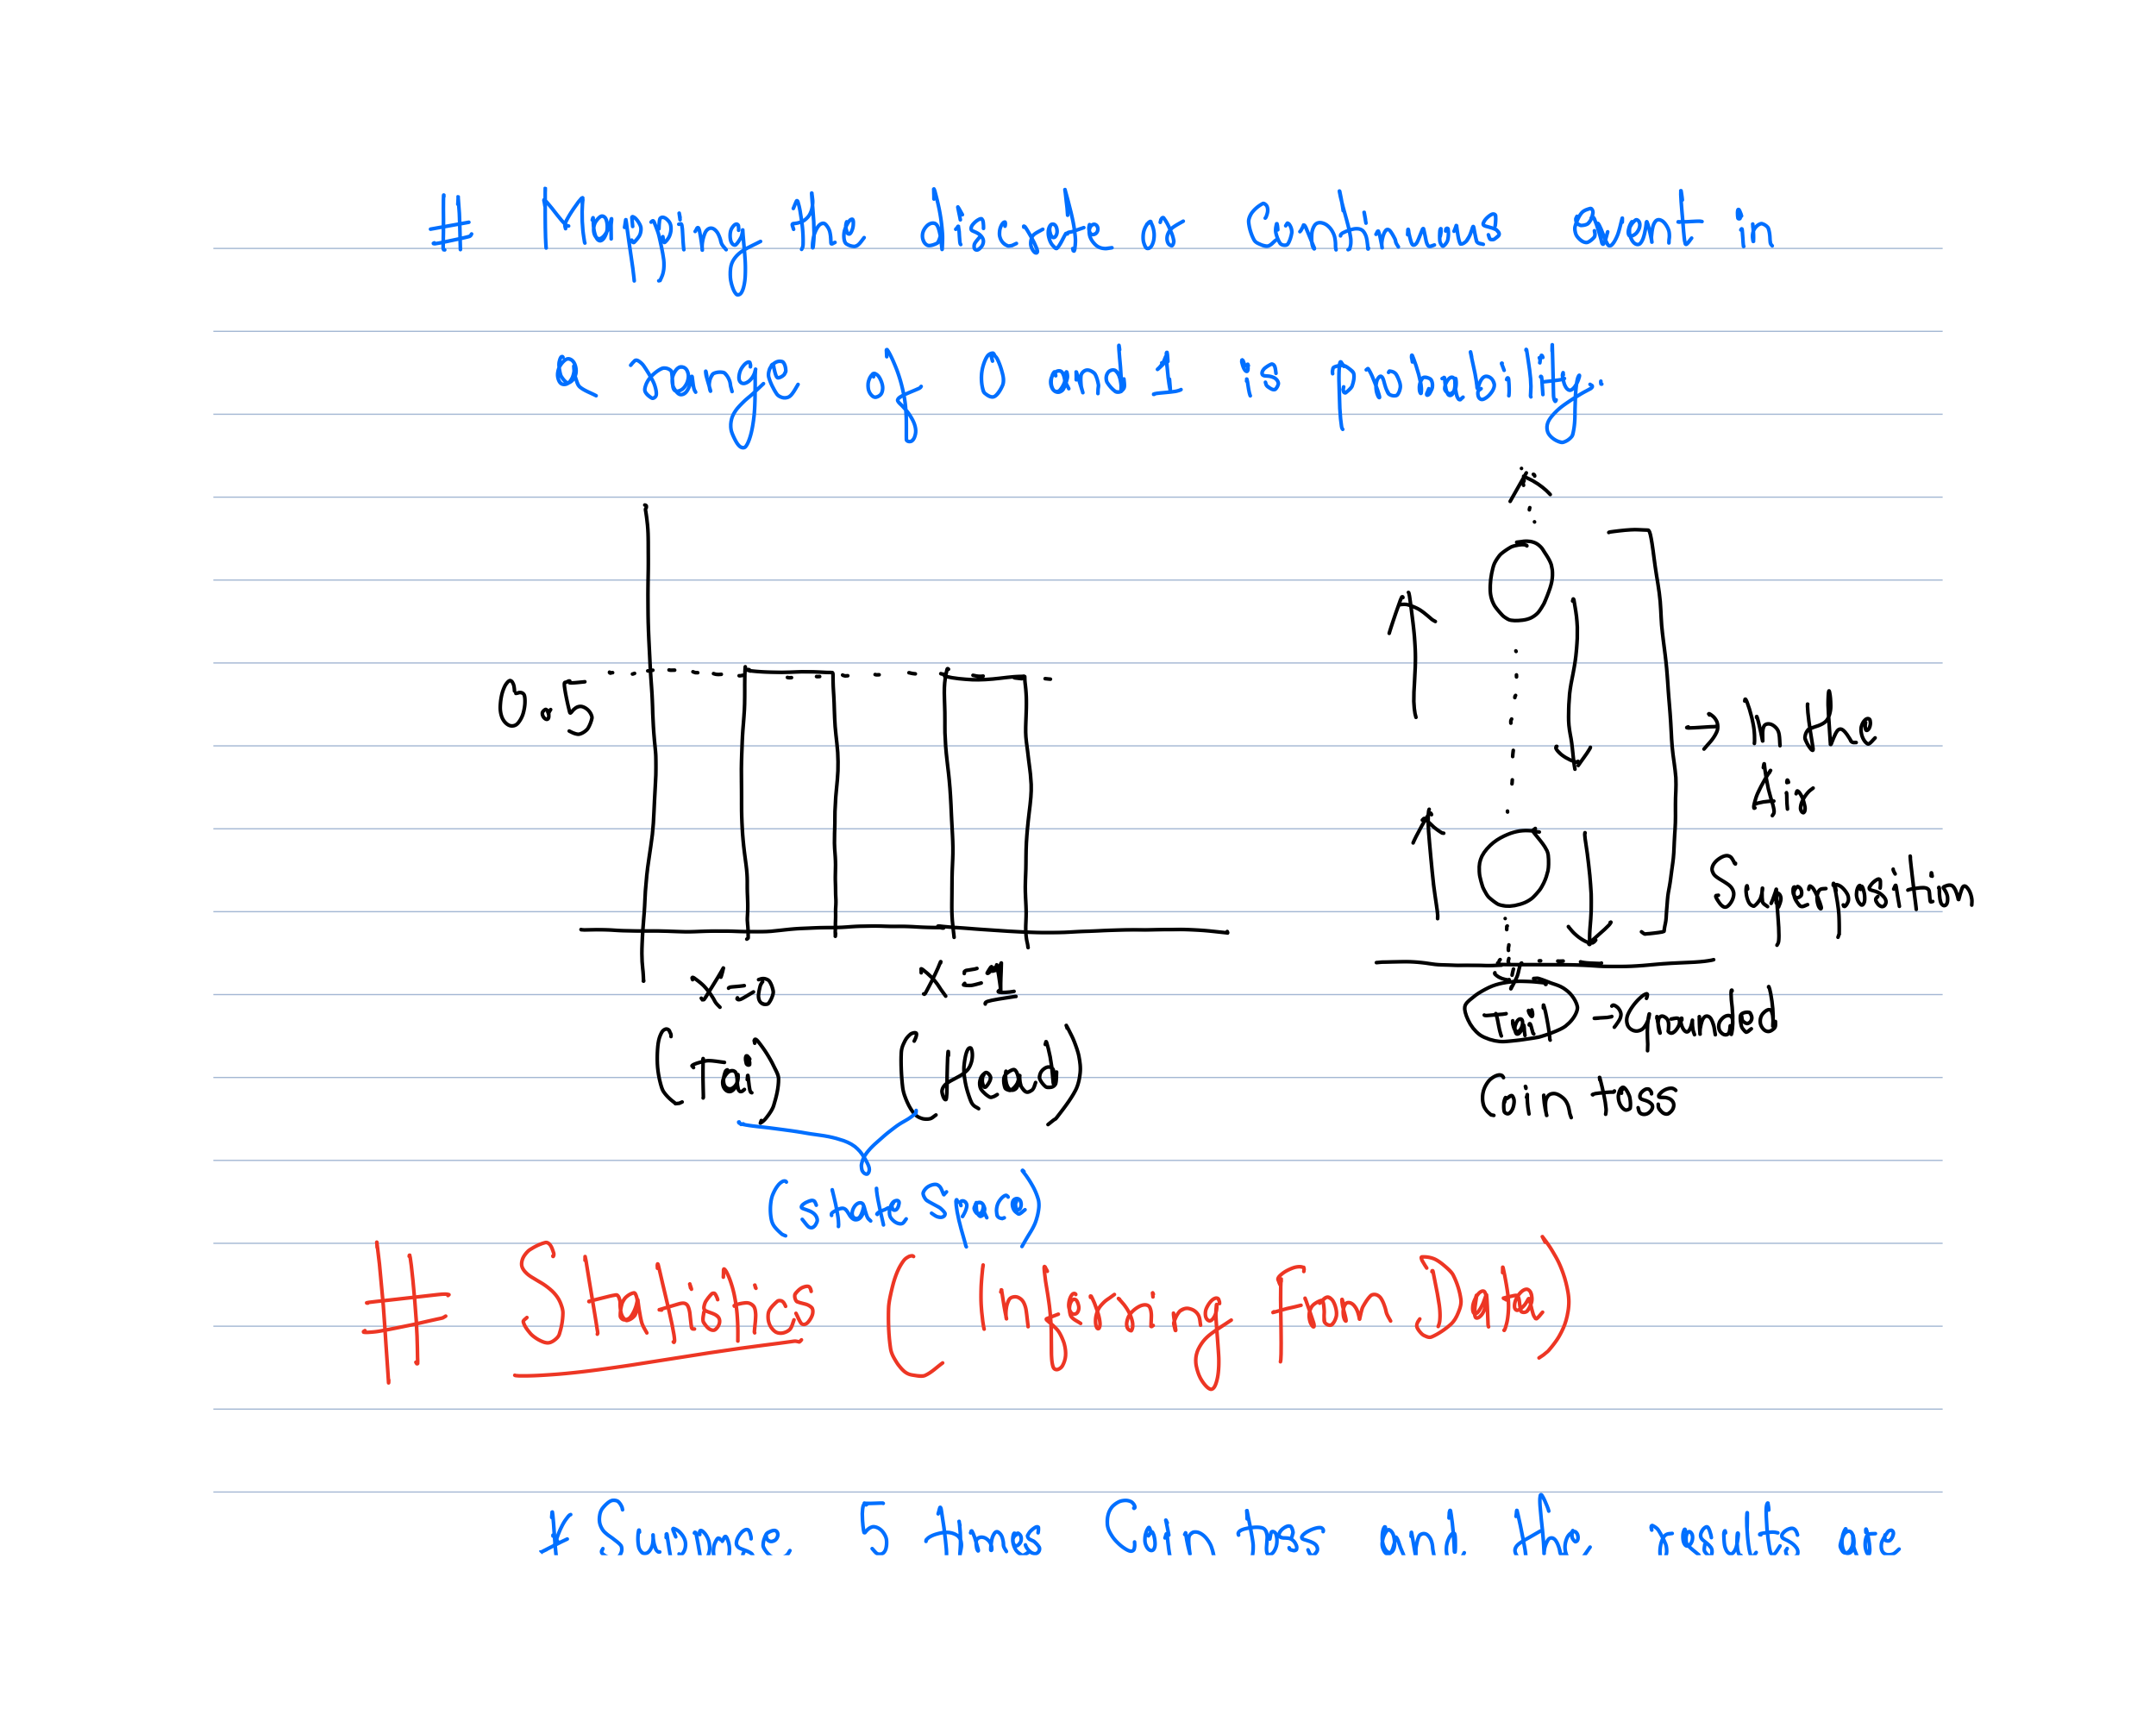 # Mapping the discrete or continuous event in
a range of 0 and 1 is probability.
0.5
x=0
(Tail)
x=1
(Head)
(state space)
→ In the
Air
Superposition
Tail → Grounded
Coin toss
# Statistics (Inferring From Data)
* Suppose 5 times Coin toss and the results are